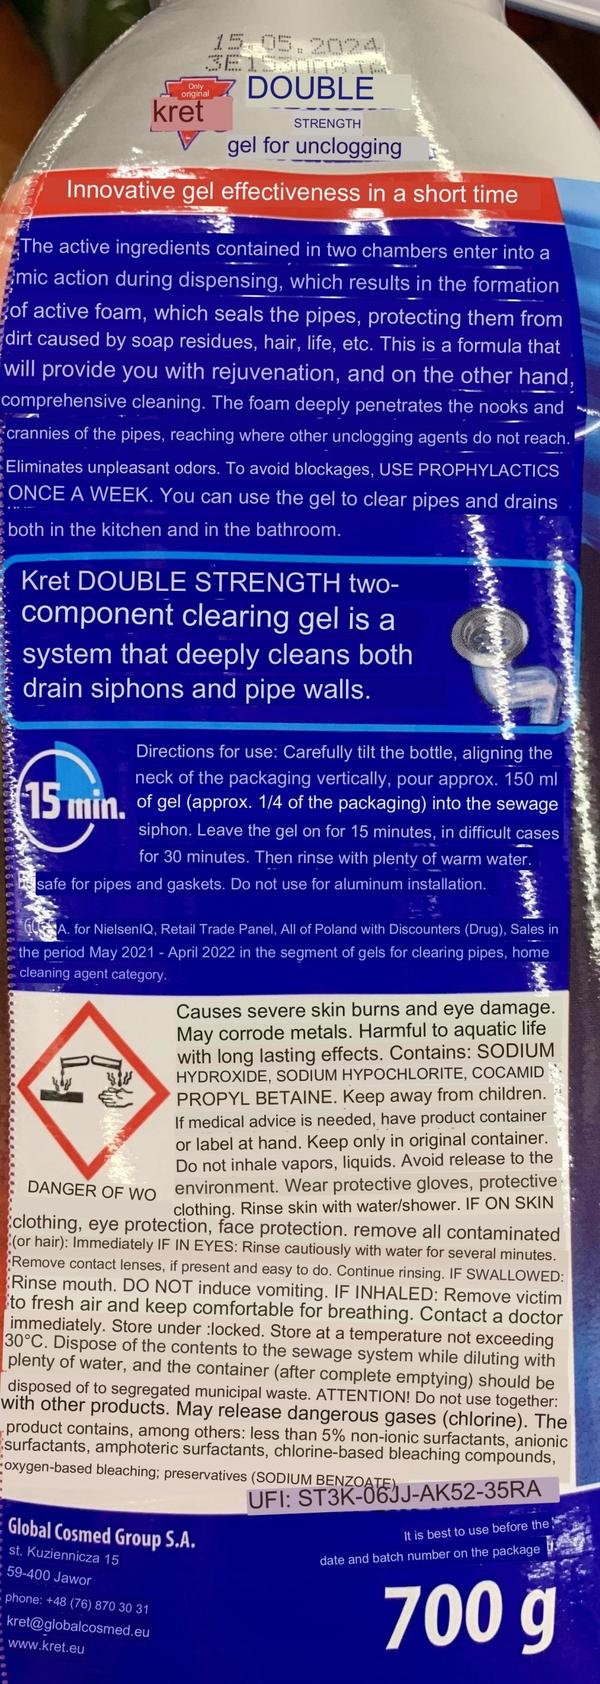 15.05.2024
Only
original
kret
DOUBLE
STRENGTH
gel for unclogging
Innovative gel effectiveness in a short time
The active ingredients contained in two chambers enter into a
mic action during dispensing, which results in the formation
of active foam, which seals the pipes, protecting them from
dirt caused by soap residues, hair, life, etc. This is a formula that
will provide you with rejuvenation, and on the other hand,
comprehensive cleaning. The foam deeply penetrates the nooks and
crannies of the pipes, reaching where other unclogging agents do not reach.
Eliminates unpleasant odors. To avoid blockages, USE PROPHYLACTICS
ONCE A WEEK. You can use the gel to clear pipes and drains
both in the kitchen and in the bathroom.
Kret DOUBLE STRENGTH two-
component clearing gel is a
system that deeply cleans both
drain siphons and pipe walls.
15 min.
Directions for use: Carefully tilt the bottle, aligning the
neck of the packaging vertically, pour approx. 150 ml
of gel (approx. 1/4 of the packaging) into the sewage
siphon. Leave the gel on for 15 minutes, in difficult cases
for 30 minutes. Then rinse with plenty of warm water.
safe for pipes and gaskets. Do not use for aluminum installation.
A. for NielsenIQ, Retail Trade Panel, All of Poland with Discounters (Drug), Sales in
the period May 2021 - April 2022 in the segment of gels for clearing pipes, home
cleaning agent category.
Causes severe skin burns and eye damage.
May corrode metals. Harmful to aquatic life
with long lasting effects. Contains: SODIUM
HYDROXIDE, SODIUM HYPOCHLORITE, COCAMID
PROPYL BETAINE. Keep away from children.
If medical advice is needed, have product container
or label at hand. Keep only in original container.
Do not inhale vapors, liquids. Avoid release to the
DANGER OF WO
environment. Wear protective gloves, protective
clothing. Rinse skin with water/shower. IF ON SKIN
clothing, eye protection, face protection. remove all contaminated
(or hair): Immediately IF IN EYES: Rinse cautiously with water for several minutes.
Remove contact lenses, if present and easy to do. Continue rinsing. IF SWALLOWED:
Rinse mouth. DO NOT induce vomiting. IF INHALED: Remove victim
to fresh air and keep comfortable for breathing. Contact a doctor
immediately. Store under :locked. Store at a temperature not exceeding
30°C. Dispose of the contents to the sewage system while diluting with
plenty of water, and the container (after complete emptying) should be
disposed of to segregated municipal waste. ATTENTION! Do not use together:
with other products. May release dangerous gases (chlorine). The
product contains, among others: less than 5% non-ionic surfactants, anionic
surfactants, amphoteric surfactants, chlorine-based bleaching compounds,
oxygen-based bleaching; preservatives (SODIUM BENZOATE)
UFI: ST3K-06JJ-AK52-35RA
Global Cosmed Group S.A.
st. Kuziennicza 15
59-400 Jawor
phone: +48 (76) 870 30 31
kret@globalcosmed.eu
www.kret.eu
It is best to use before the
date and batch number on the package
700 g